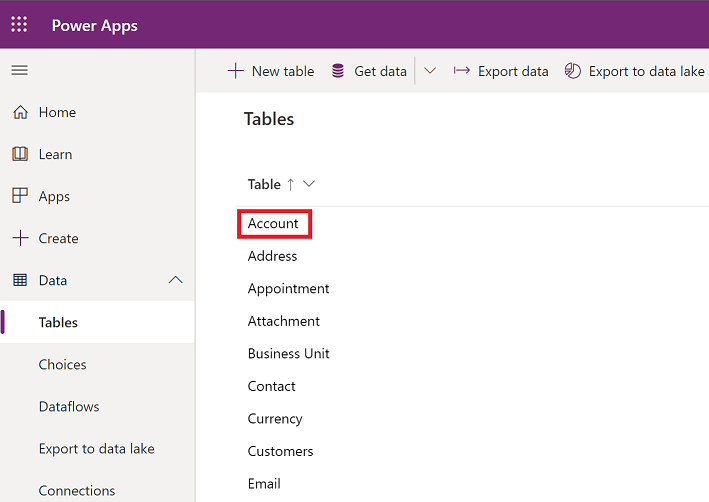 Power Apps
New table Get data Export data Export to data lake
Home
Learn
Apps
Create
Data
Tables
Choices
Dataflows
Export to data lake
Connections
Tables
Table
Account
Address
Appointment
Attachment
Business Unit
Contact
Currency
Customers
Email